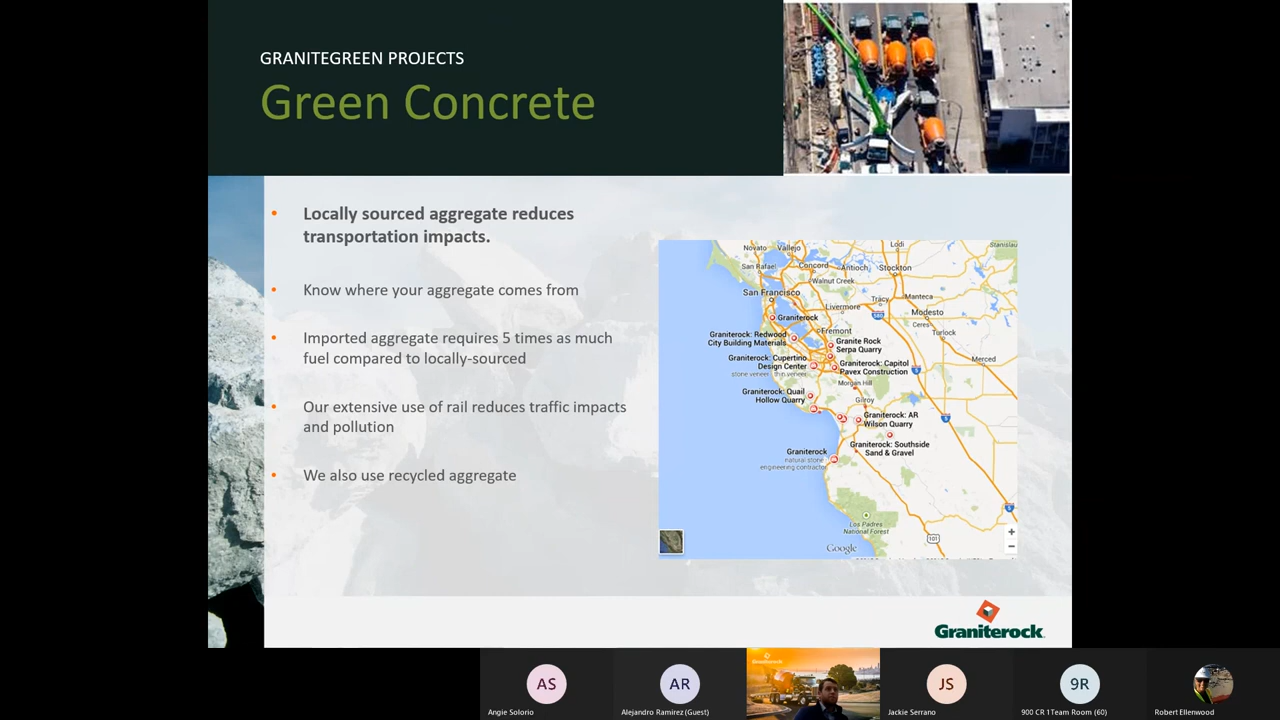 GRANITEGREEN PROJECTS
Green Concrete
Locally sourced aggregate reduces
transportation impacts.
Know where your aggregate comes from
Imported aggregate requires 5 times as much
fuel compared to locally-sourced
Our extensive use of rail reduces traffic impacts
and pollution
We also use recycled aggregate
Novato
Vallejo
Lodi
Stanislau
San Rafael
Concord
Antioch
Stockton
Walnut Creek
San Francisco
Tracy
Manteca
Livermore
Modesto
Graniterock
Ceres
Fremont
Turlock
Graniterock: Redwood
City Building Materials
Granite Rock
Serpa Quarry
Merced
Graniterock: Cupertino
Design Center
stone veneer thin veneer
Graniterock: Capitol
Pavex Construction
5
Morgan Hill
Graniterock: Quail
Hollow Quarry
Gilroy
Graniterock: AR
Wilson Quarry
5
Graniterock: Southside
Sand & Gravel
Graniterock
natural stone
engineering contractor
5
Los Padres
National Forest
101
Google
+
−
Graniterock
AS
AR
Graniterock
JS
9R
Angie Solorio
Alejandro Ramirez (Guest)
Jackie Serrano
900 CR 1Team Room (60)
Robert Ellenwood